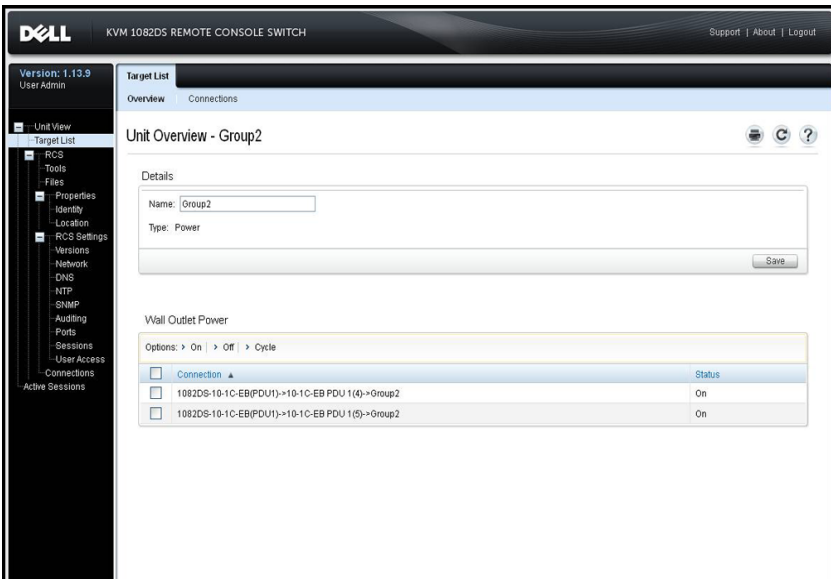 DELL
KVM 1082DS REMOTE CONSOLE SWITCH
Support | About | Logout
Version: 1.13.9
User Admin
Target List
Overview
Connections
Unit View
Target List
RCS
Tools
Files
Properties
Identity
Location
RCS Settings
Versions
Network
DNS
NTP
SNMP
Auditing
Ports
Sessions
User Access
Connections
Active Sessions
Unit Overview - Group2
?
Details
Name: Group2
Type: Power
Save
Wall Outlet Power
Options: > On | > Off | > Cycle
Connection ▲ Status
1082DS-10-1C-EB(PDU1)->10-1C-EB PDU 1(4)->Group2 On
1082DS-10-1C-EB(PDU1)->10-1C-EB PDU 1(5)->Group2 On